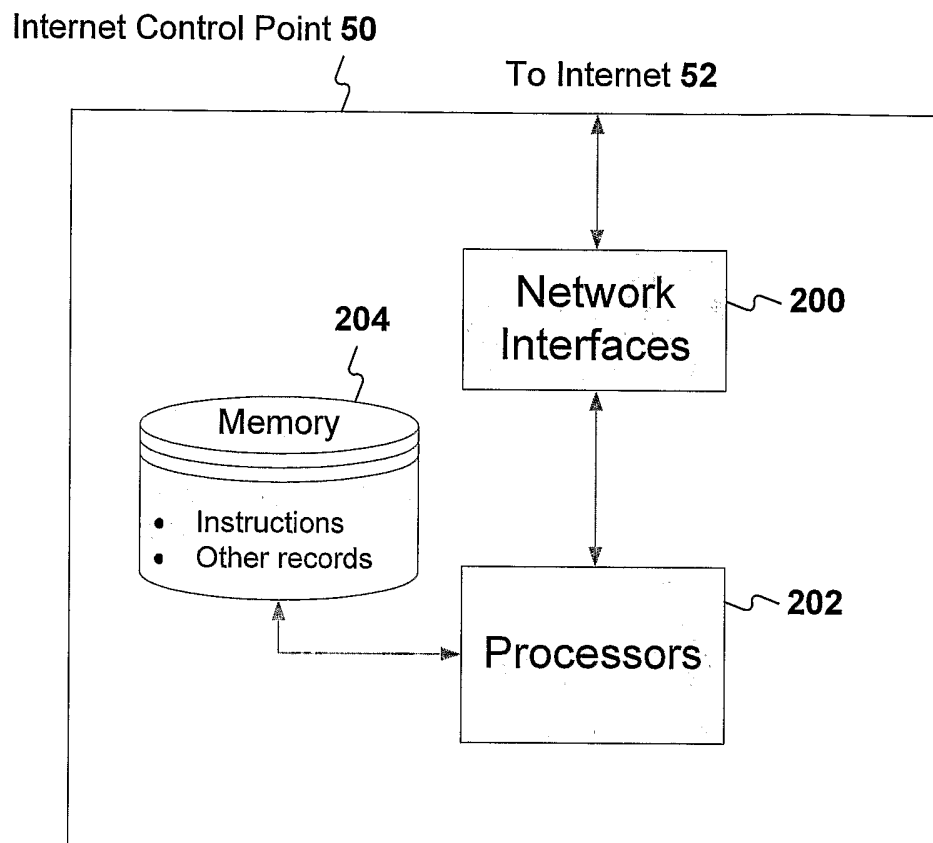 Internet Control Point 50
To Internet 52
Network
Interfaces
200
204
Memory
• Instructions
• Other records
202
Processors